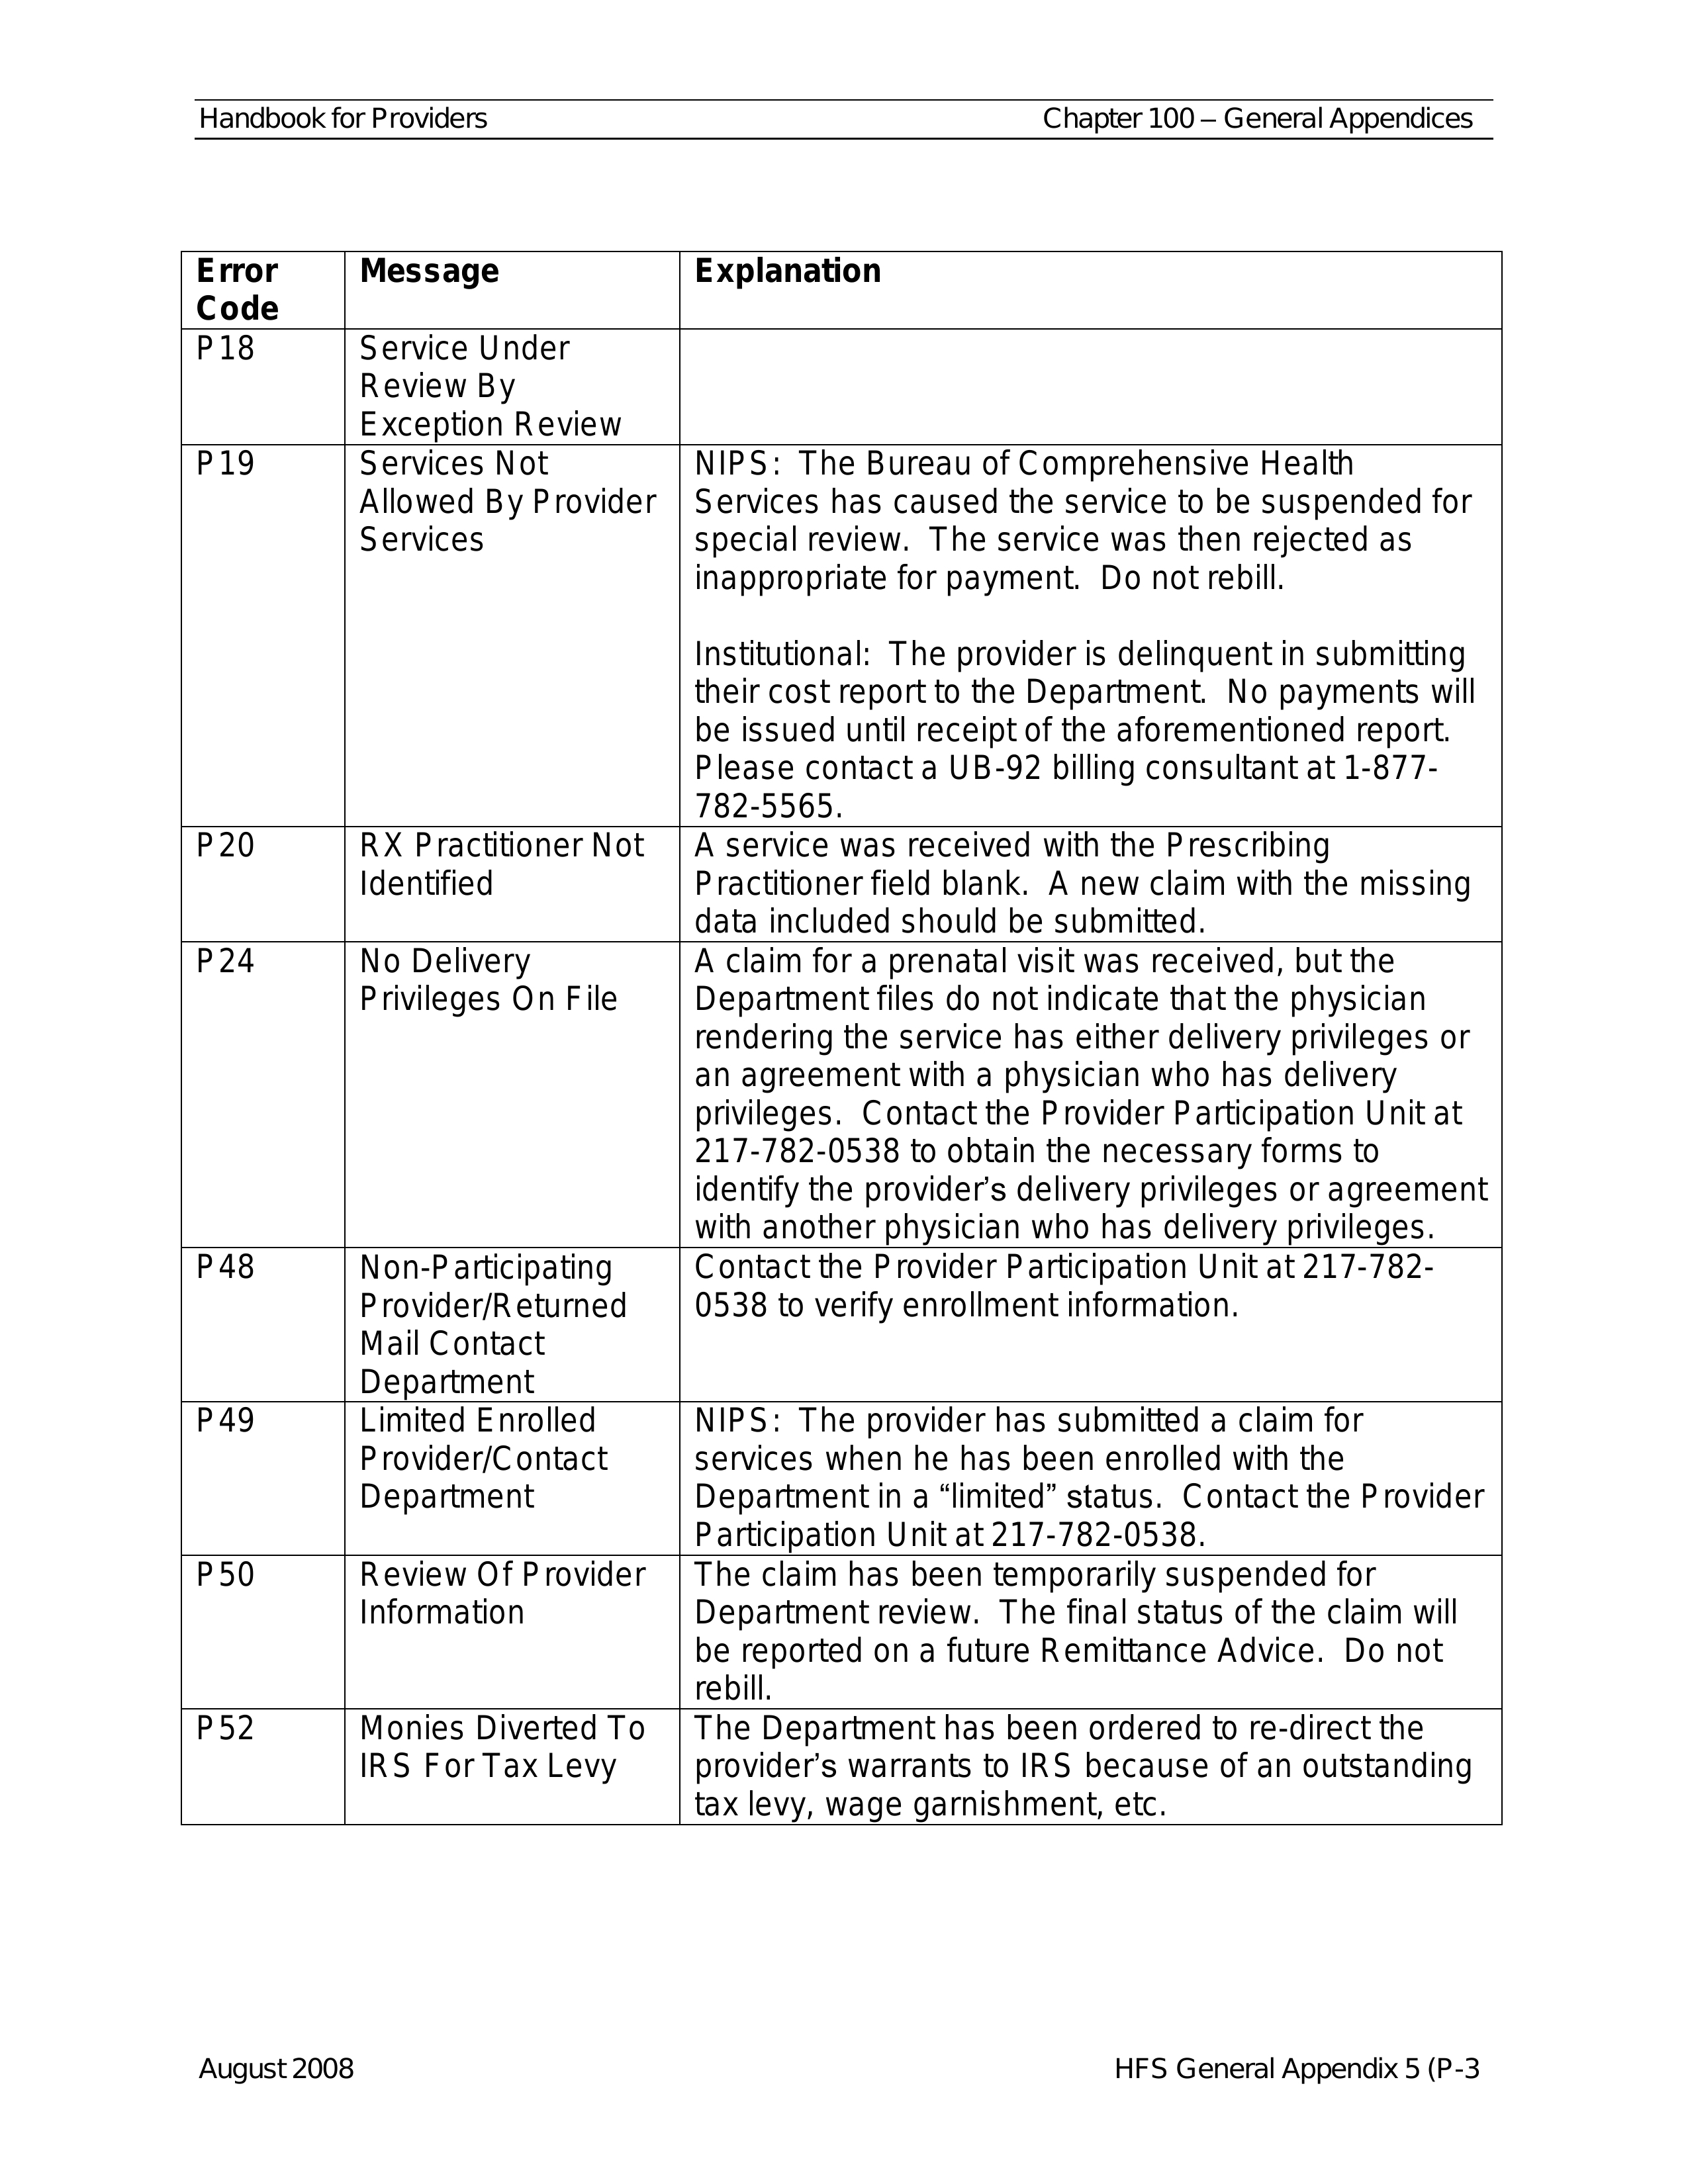 Handbook for Providers Chapter 100 – General Appendices
Error Code Message Explanation
P18 Service Under Review By Exception Review
P19 Services Not Allowed By Provider Services
NIPS:  The Bureau of Comprehensive Health
Services has caused the service to be suspended for
special review.  The service was then rejected as
inappropriate for payment.  Do not rebill.
Institutional:  The provider is delinquent in submitting
their cost report to the Department.  No payments will
be issued until receipt of the aforementioned report.
Please contact a UB-92 billing consultant at 1-877-
782-5565.
P20 RX Practitioner Not Identified
A service was received with the Prescribing
Practitioner field blank.  A new claim with the missing
data included should be submitted.
P24 No Delivery Privileges On File
A claim for a prenatal visit was received, but the
Department files do not indicate that the physician
rendering the service has either delivery privileges or
an agreement with a physician who has delivery
privileges.  Contact the Provider Participation Unit at
217-782-0538 to obtain the necessary forms to
identify the provider’s delivery privileges or agreement
with another physician who has delivery privileges.
P48 Non-Participating Provider/Returned Mail Contact Department
Contact the Provider Participation Unit at 217-782-
0538 to verify enrollment information.
P49 Limited Enrolled Provider/Contact Department
NIPS:  The provider has submitted a claim for
services when he has been enrolled with the
Department in a “limited” status.  Contact the Provider
Participation Unit at 217-782-0538.
P50 Review Of Provider Information
The claim has been temporarily suspended for
Department review.  The final status of the claim will
be reported on a future Remittance Advice.  Do not
rebill.
P52 Monies Diverted To IRS For Tax Levy
The Department has been ordered to re-direct the
provider’s warrants to IRS because of an outstanding
tax levy, wage garnishment, etc.
August 2008 HFS General Appendix 5 (P-3